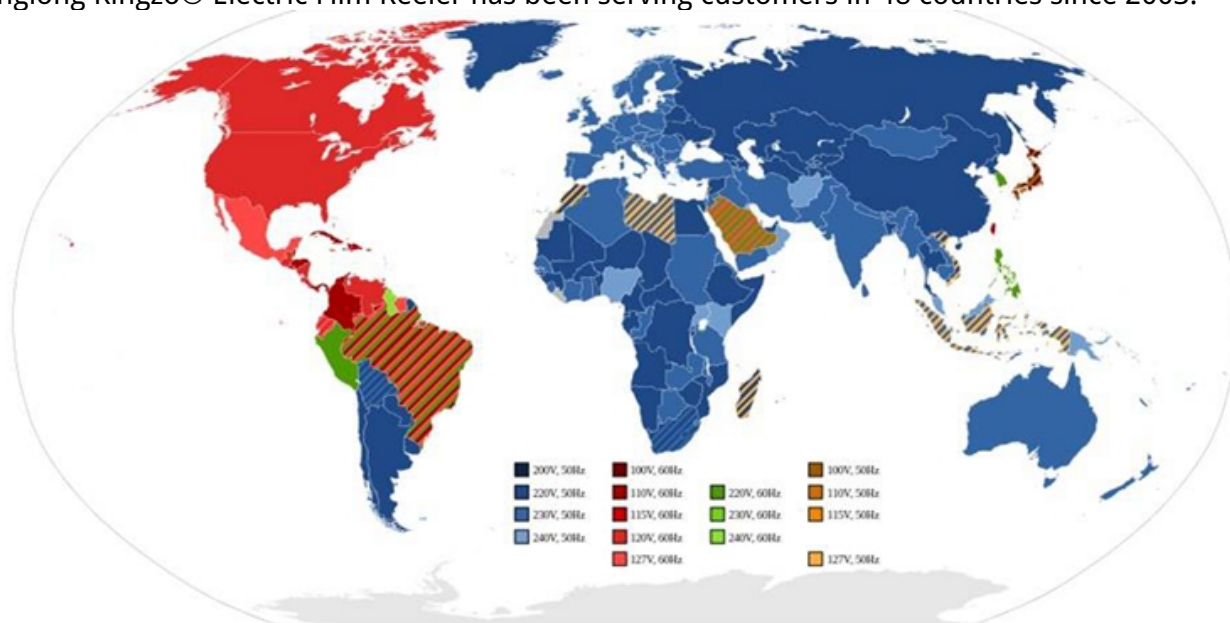 Kingzo® Electric Film Reeler has been serving customers in 48 countries since 2005.
200V, 50Hz
220V, 50Hz
230V, 50Hz
240V, 50Hz
100V, 60Hz
110V, 60Hz
115V, 60Hz
120V, 60Hz
127V, 60Hz
220V, 60Hz
230V, 60Hz
240V, 60Hz
100V, 50Hz
110V, 50Hz
115V, 50Hz
127V, 50Hz